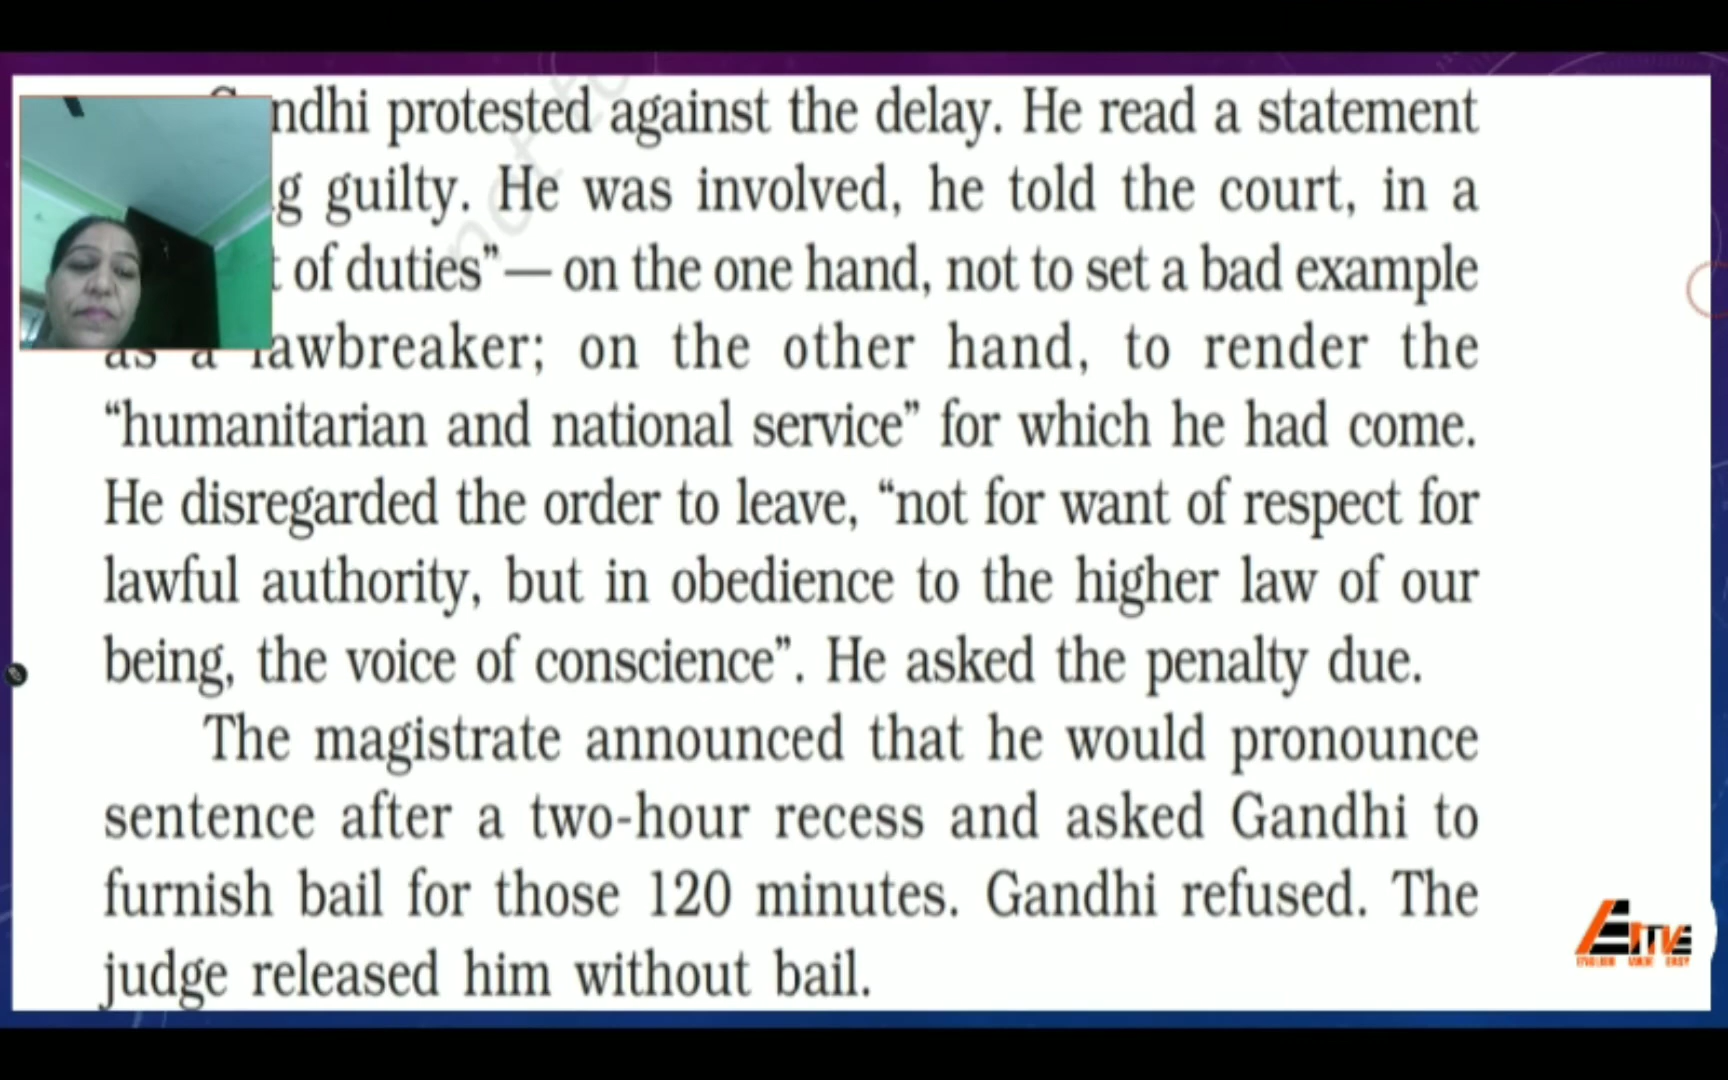 Gandhi protested against the delay. He read a statement
g guilty. He was involved, he told the court, in a
t of duties”— on the one hand, not to set a bad example
as a lawbreaker; on the other hand, to render the
“humanitarian and national service” for which he had come.
He disregarded the order to leave, “not for want of respect for
lawful authority, but in obedience to the higher law of our
being, the voice of conscience”. He asked the penalty due.
The magistrate announced that he would pronounce
sentence after a two-hour recess and asked Gandhi to
furnish bail for those 120 minutes. Gandhi refused. The
judge released him without bail.
not to